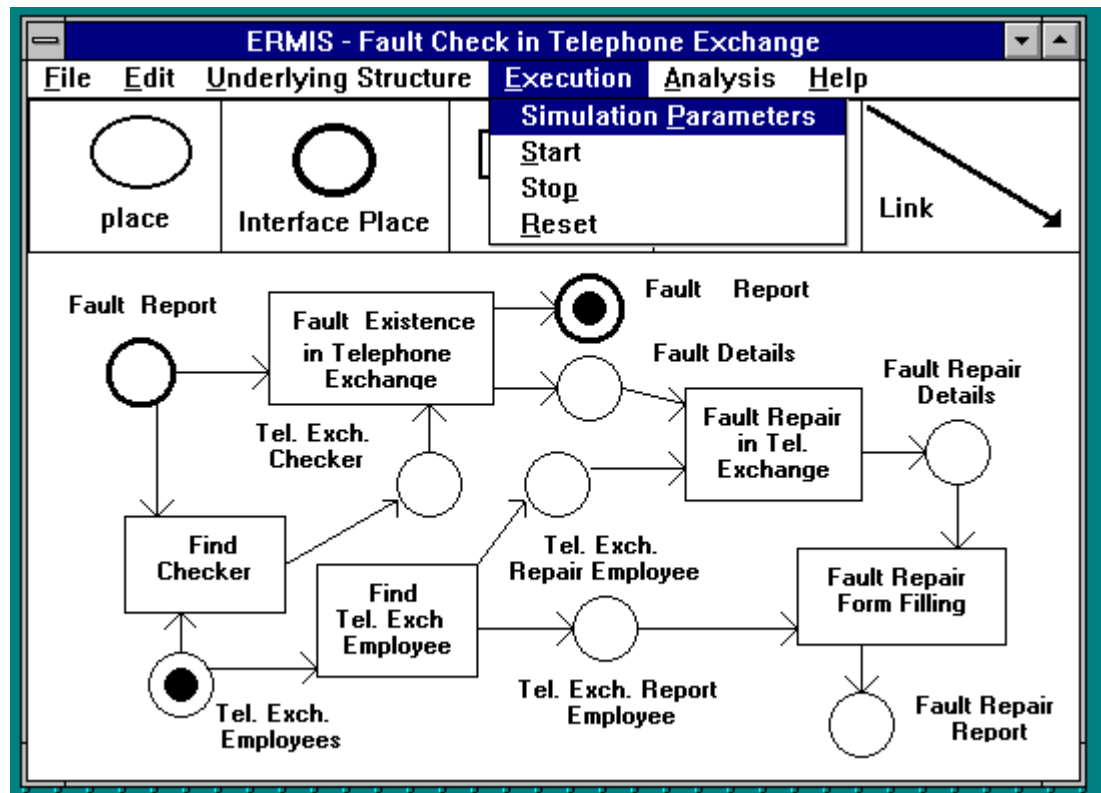 ERMIS - Fault Check in Telephone Exchange
File Edit Underlying Structure Execution Analysis Help
Simulation Parameters
Start
Stop
Reset
place
Interface Place
Link
Fault Report
Fault Existence
in Telephone
Exchange
Fault Report
Fault Details
Fault Repair
Details
Tel. Exch.
Checker
Fault Repair
in Tel.
Exchange
Find
Checker
Tel. Exch.
Repair Employee
Find
Tel. Exch
Employee
Fault Repair
Form Filling
Tel. Exch.
Employees
Tel. Exch. Report
Employee
Fault Repair
Report